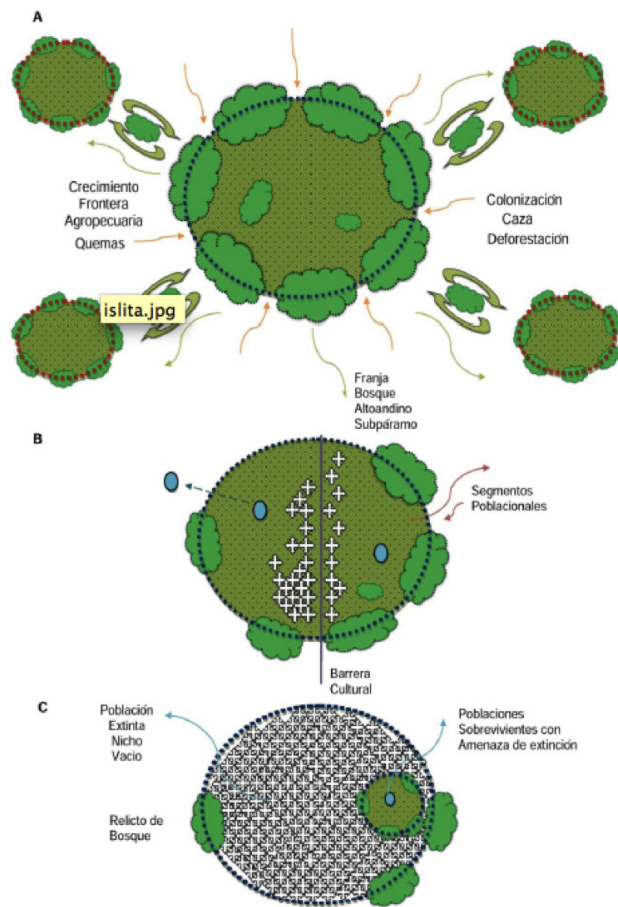 A
Crecimiento
Frontera
Agropecuaria
Quemas
Colonización
Caza
Deforestación
islita.jpg
Franja
Bosque
Altoandino
Subpáramo
B
Segmentos
Poblacionales
Barrera
Cultural
C
Población
Extinta
Nicho
Vacio
Poblaciones
Sobrevivientes con
Amenaza de extinción
Relicto de
Bosque